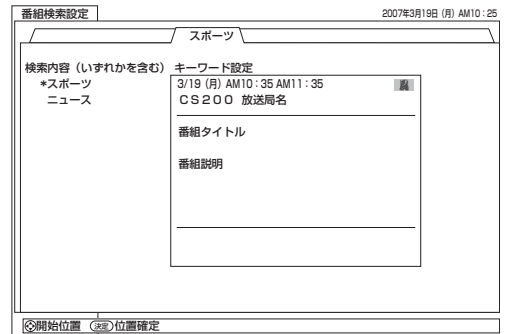 番組検索設定
2007年3月19日 (月) AM10：25
スポーツ
検索内容（いずれかを含む） キーワード設定
*スポーツ
ニュース
3/19 (月) AM10：35 AM11：35
CS200 放送局名
番組タイトル
番組説明
開始位置 決定 位置確定